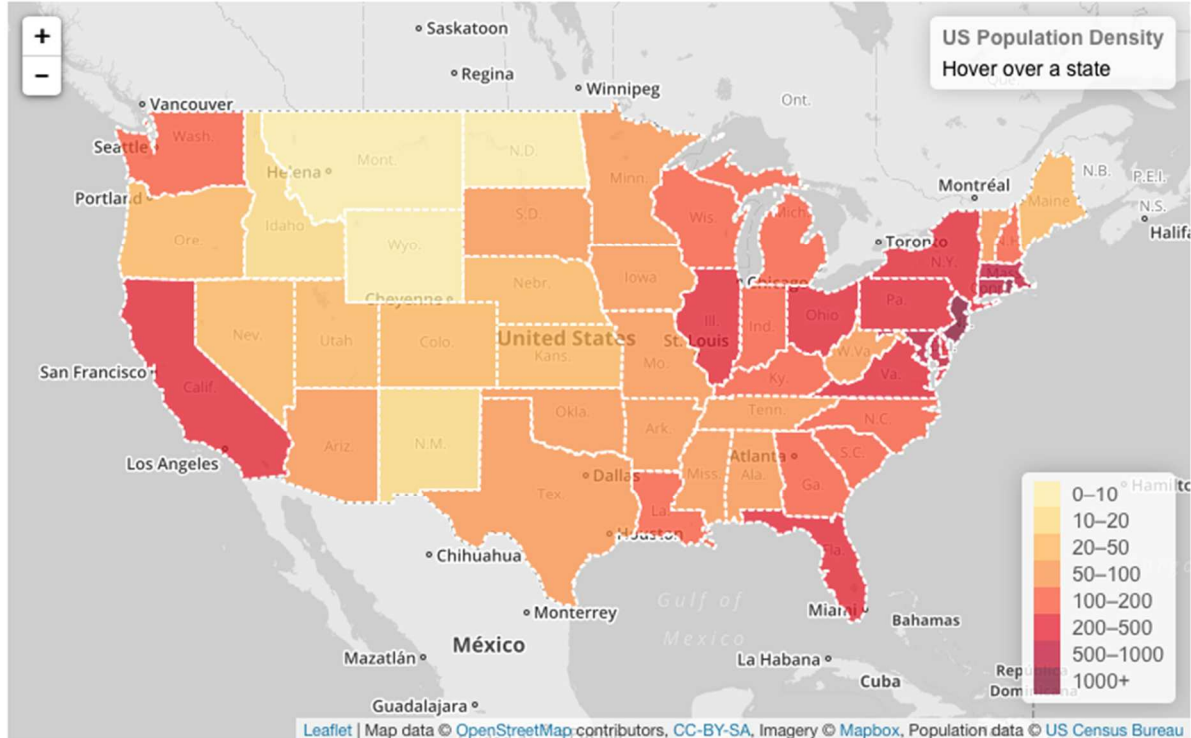 +
−
US Population Density
Hover over a state
Saskatoon
Regina
Winnipeg
Ont.
Vancouver
Seattle
Wash.
Mont.
N.D.
Helena
Minn.
N.B.
P.E.I.
Portland
Montréal
N.S.
Halifa
Maine
Idaho
S.D.
Wis.
Mich.
Ore.
Wyo.
Toronto
N.H.
N.Y.
Mass.
Iowa
Chicago
Conn.
Nebr.
Cheyenne
Pa.
Nev.
Utah
Colo.
United States
Ill.
Ind.
Ohio
St. Louis
Kans.
W.Va.
Mo.
San Francisco
Calif.
Ky.
Va.
Okla.
Tenn.
N.C.
Ariz.
N.M.
Ark.
S.C.
Los Angeles
Atlanta
Dallas
Miss.
Ala.
Ga.
Hamilto
Tex.
La.
Houston
Chihuahua
Fla.
Gulf of
Mexico
Monterrey
Miami
Bahamas
México
Mazatlán
La Habana
Cuba
República
Dominicana
Guadalajara
0–10
10–20
20–50
50–100
100–200
200–500
500–1000
1000+
Leaflet | Map data © OpenStreetMap contributors, CC-BY-SA, Imagery © Mapbox, Population data © US Census Bureau